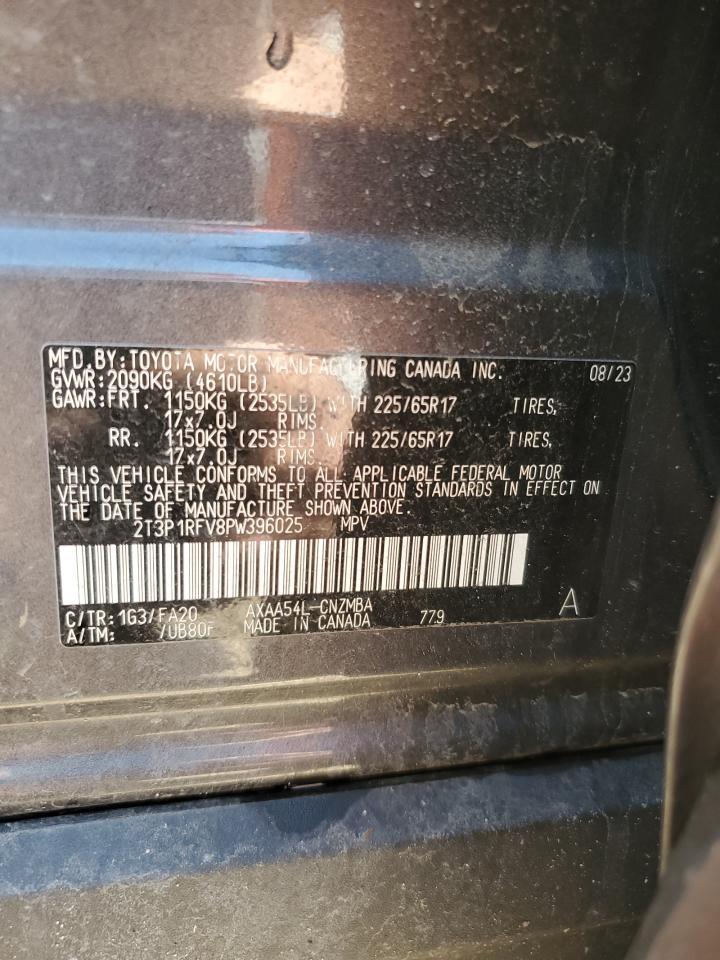 MFD. BY: TOYOTA MOTOR MANUFACTURING CANADA INC. 08/23
GVWR: 2090KG (4610LB)
GAWR: FRT. 1150KG (2535LB) WITH 225/65R17 TIRES,
17x7.0J RIMS.
RR. 1150KG (2535LB) WITH 225/65R17 TIRES,
17x7.0J RIMS.
THIS VEHICLE CONFORMS TO ALL APPLICABLE FEDERAL MOTOR
VEHICLE SAFETY AND THEFT PREVENTION STANDARDS IN EFFECT ON
THE DATE OF MANUFACTURE SHOWN ABOVE.
2T3P1RFV8PW396025 MPV
C/TR: 1G3/FA20 AXAA54L-CNZMBA A
A/TM: /UB80F MADE IN CANADA 779